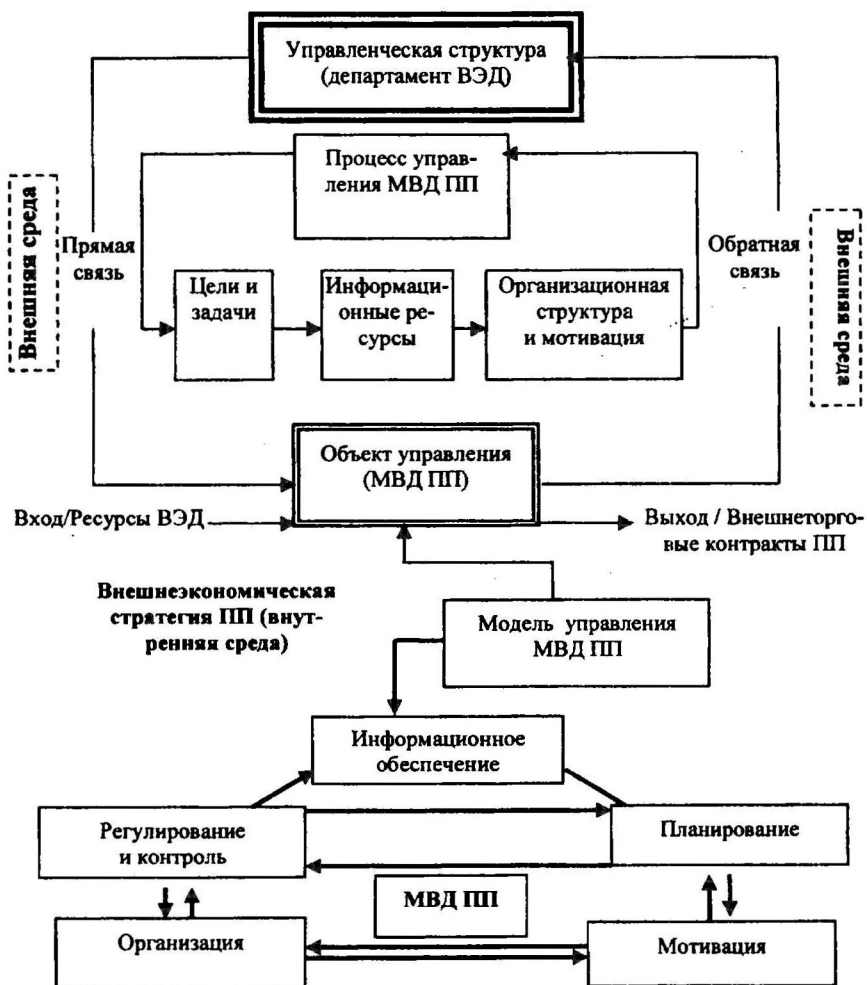 Управленческая структура
(департамент ВЭД)
Процесс управ-
ления МВД ПП
Внешняя среда
Прямая
связь
Обратная
связь
Внешняя среда
Цели и
задачи
Информаци-
онные ре-
сурсы
Организационная
структура
и мотивация
Объект управления
(МВД ПП)
Вход/Ресурсы ВЭД
Выход / Внешнеторго-
вые контракты ПП
Внешнеэкономическая
стратегия ПП (внут-
ренняя среда)
Модель управления
МВД ПП
Информационное
обеспечение
Регулирование
и контроль
Планирование
МВД ПП
Организация
Мотивация